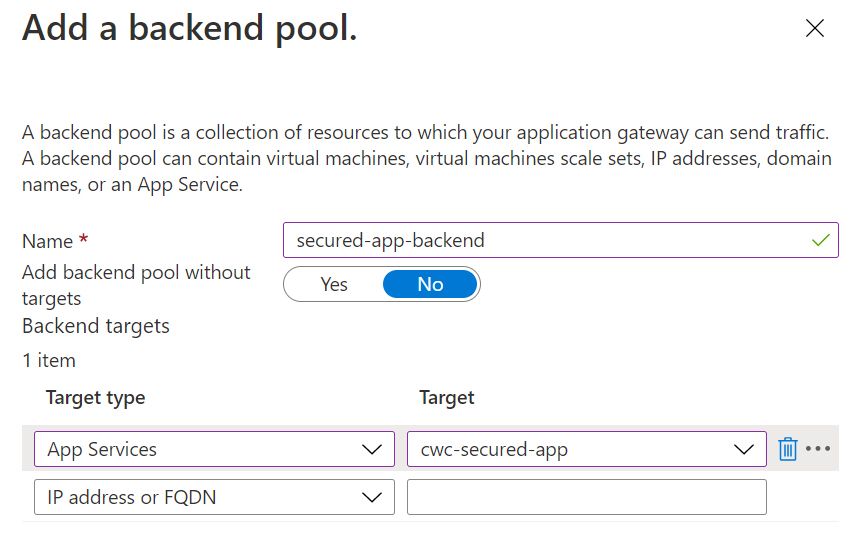 Add a backend pool.
A backend pool is a collection of resources to which your application gateway can send traffic.
A backend pool can contain virtual machines, virtual machines scale sets, IP addresses, domain
names, or an App Service.
Name *
secured-app-backend
Add backend pool without
targets
Yes
No
Backend targets
1 item
Target type
Target
App Services
cwc-secured-app
IP address or FQDN